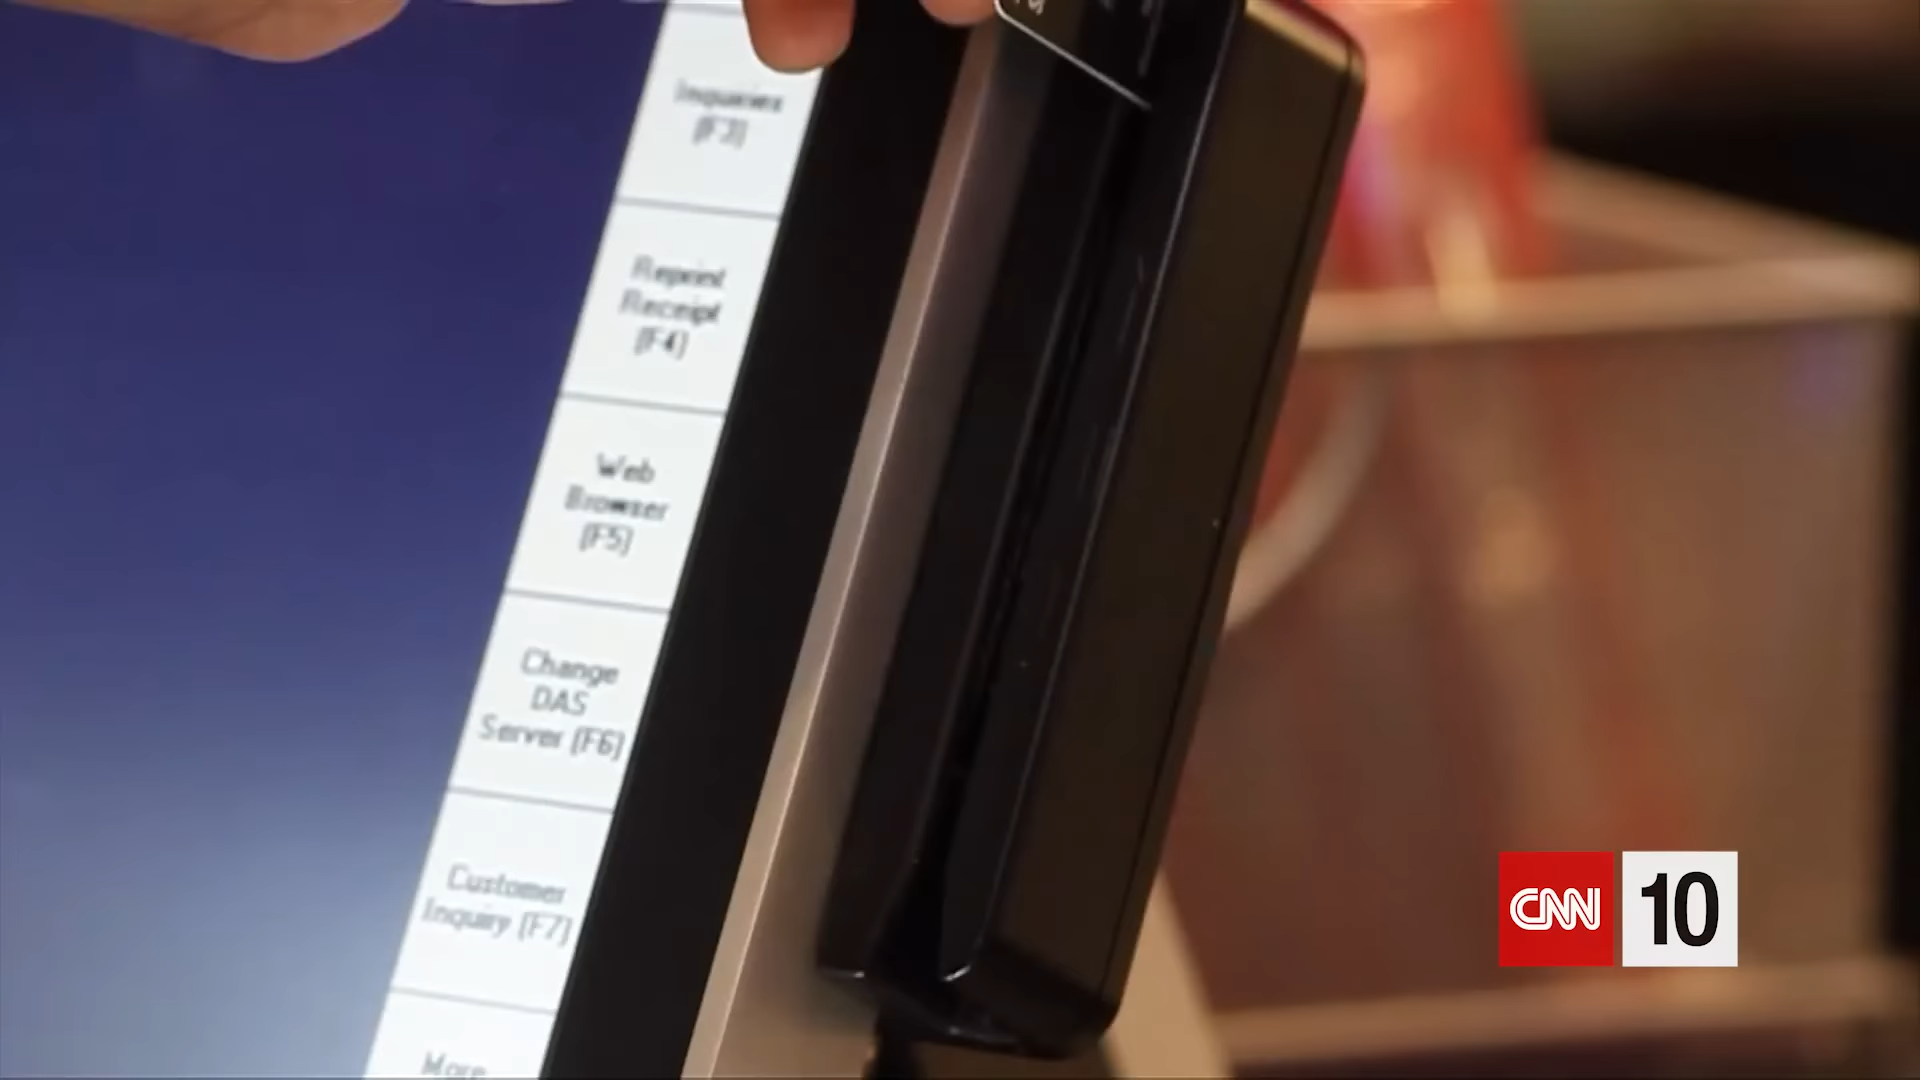 Inquiries
(F3)
Reprint
Receipt
(F4)
Web
Browser
(F5)
Change
DAS
Server (F6)
Customer
Inquiry (F7)
More
CNN 10